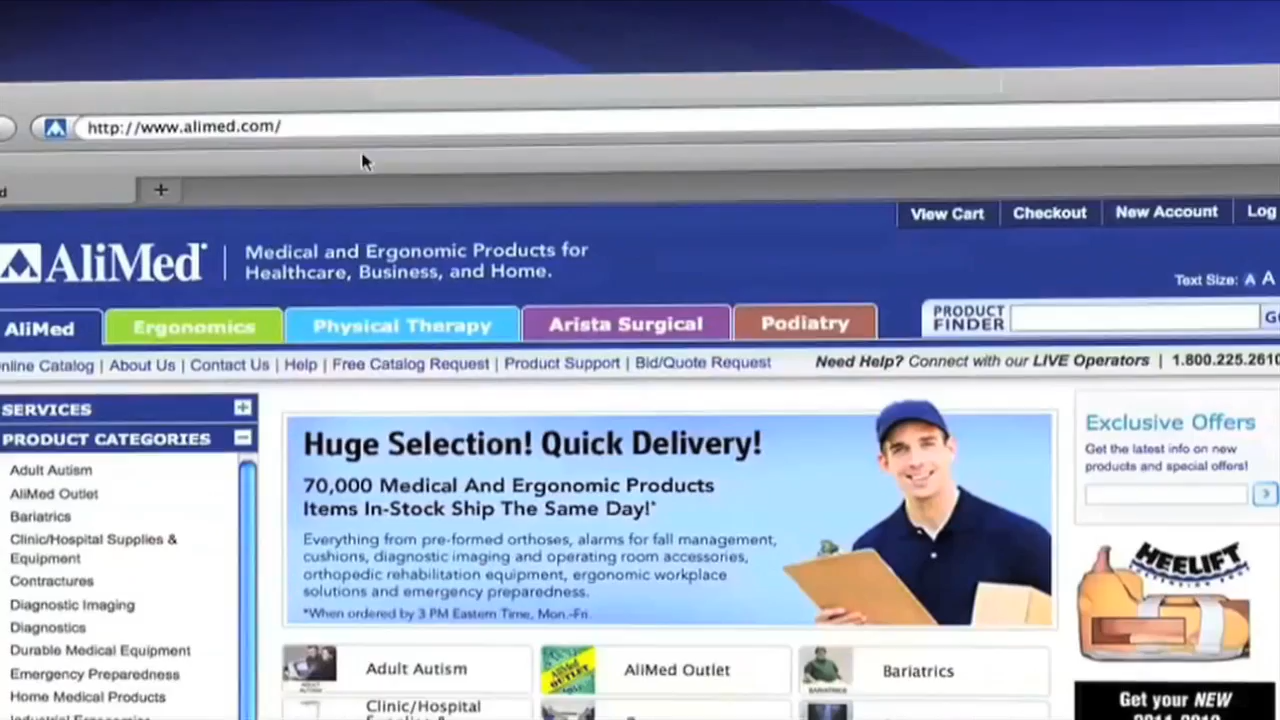 http://www.alimed.com/
d
View Cart
Checkout
New Account
Log
AliMed
Medical and Ergonomic Products for
Healthcare, Business, and Home.
Text Size: A A
AliMed
Ergonomics
Physical Therapy
Arista Surgical
Podiatry
PRODUCT
FINDER
nline Catalog | About Us | Contact Us | Help | Free Catalog Request | Product Support | Bid/Quote Request
Need Help? Connect with our LIVE Operators | 1.800.225.2610
SERVICES
PRODUCT CATEGORIES
Adult Autism
AliMed Outlet
Bariatrics
Clinic/Hospital Supplies &
Equipment
Contractures
Diagnostic Imaging
Diagnostics
Durable Medical Equipment
Emergency Preparedness
Home Medical Products
Huge Selection! Quick Delivery!
70,000 Medical And Ergonomic Products
Items In-Stock Ship The Same Day!*
Everything from pre-formed orthoses, alarms for fall management,
cushions, diagnostic imaging and operating room accessories,
orthopedic rehabilitation equipment, ergonomic workplace
solutions and emergency preparedness.
*When ordered by 3 PM Eastern Time, Mon.-Fri.
Exclusive Offers
Get the latest info on new
products and special offers!
HEELIFT
Adult Autism
AliMed Outlet
Bariatrics
Clinic/Hospital
Get your NEW